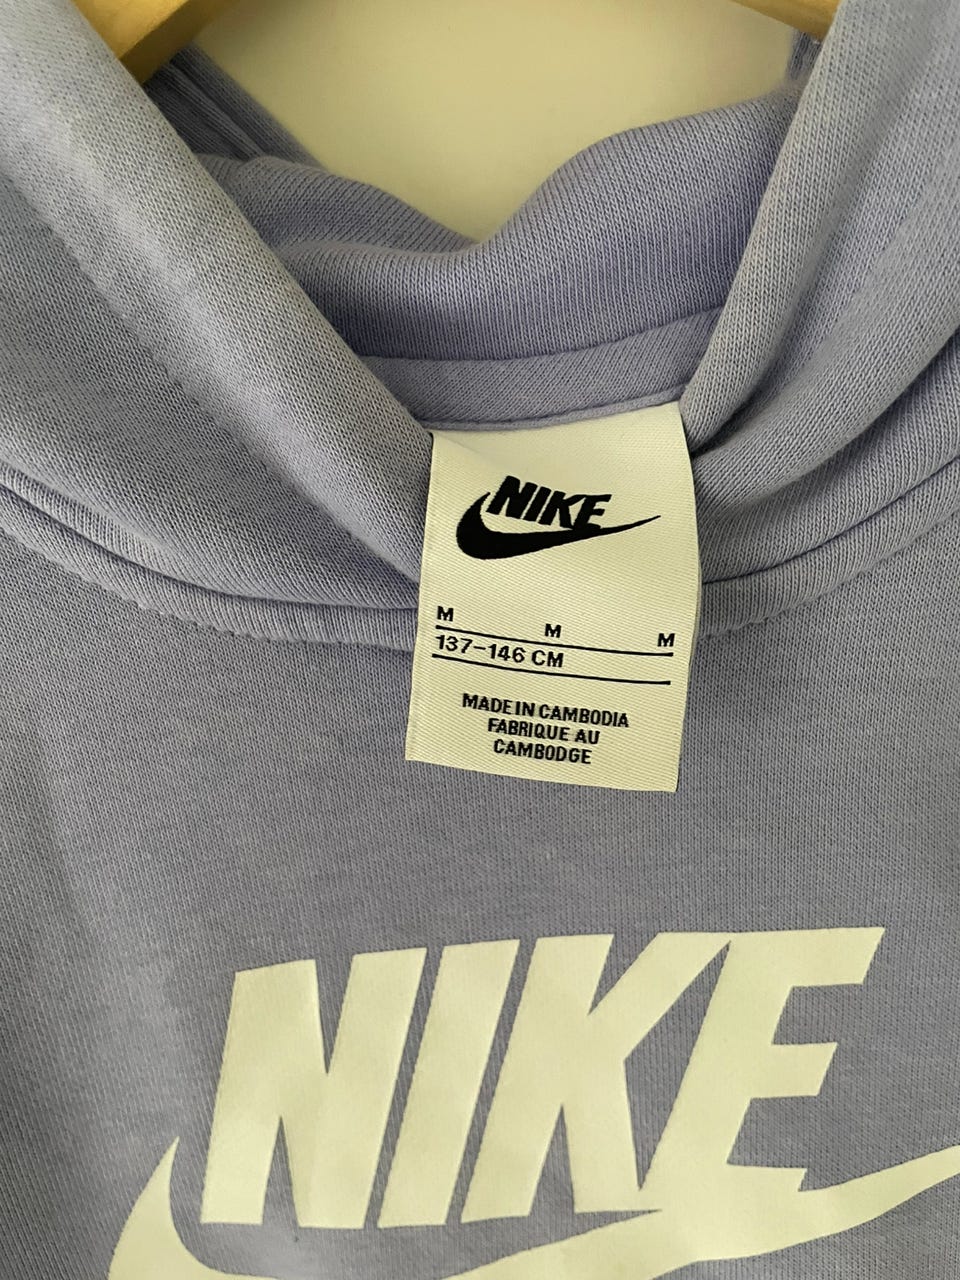 NIKE
M M M
137-146 CM
MADE IN CAMBODIA
FABRIQUE AU
CAMBODGE
NIKE